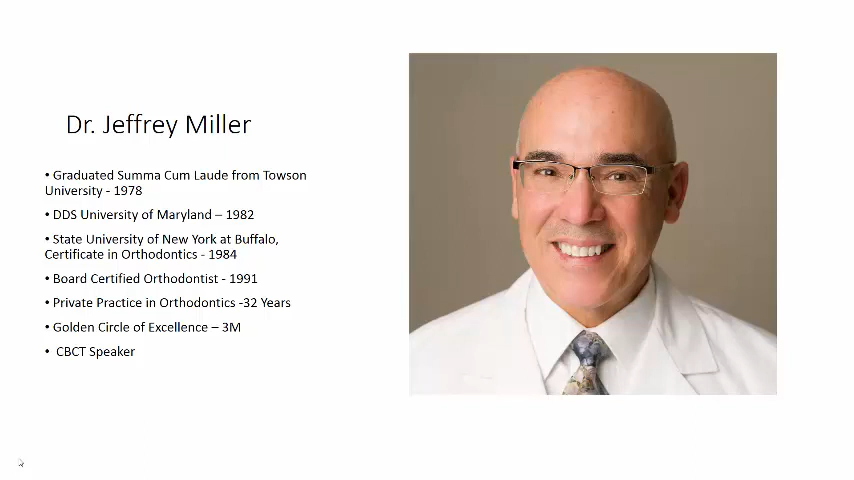 Dr. Jeffrey Miller
• Graduated Summa Cum Laude from Towson
University - 1978
• DDS University of Maryland – 1982
• State University of New York at Buffalo,
Certificate in Orthodontics - 1984
• Board Certified Orthodontist - 1991
• Private Practice in Orthodontics -32 Years
• Golden Circle of Excellence – 3M
• CBCT Speaker